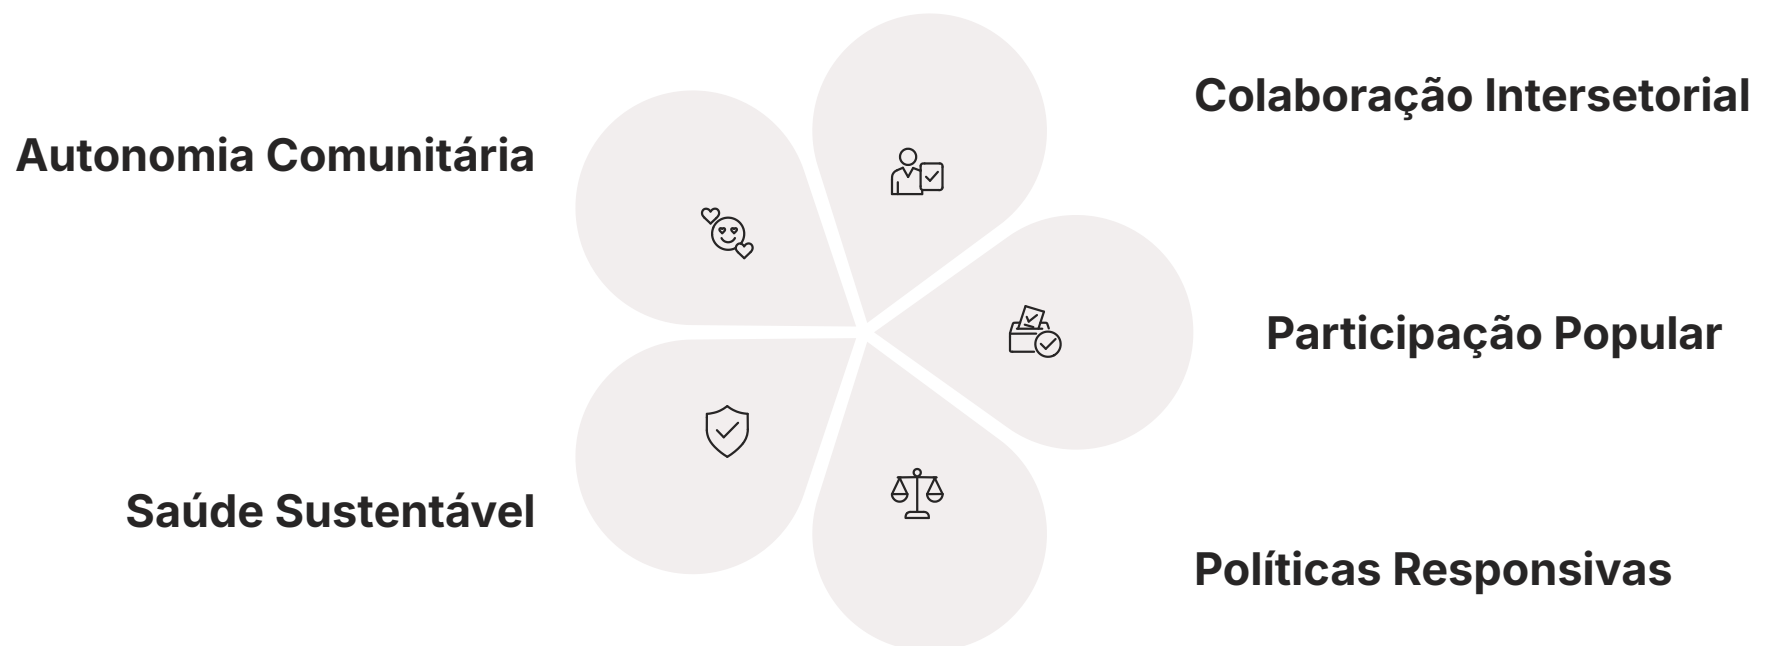 Colaboração Intersetorial
Autonomia Comunitária
Participação Popular
Saúde Sustentável
Políticas Responsivas